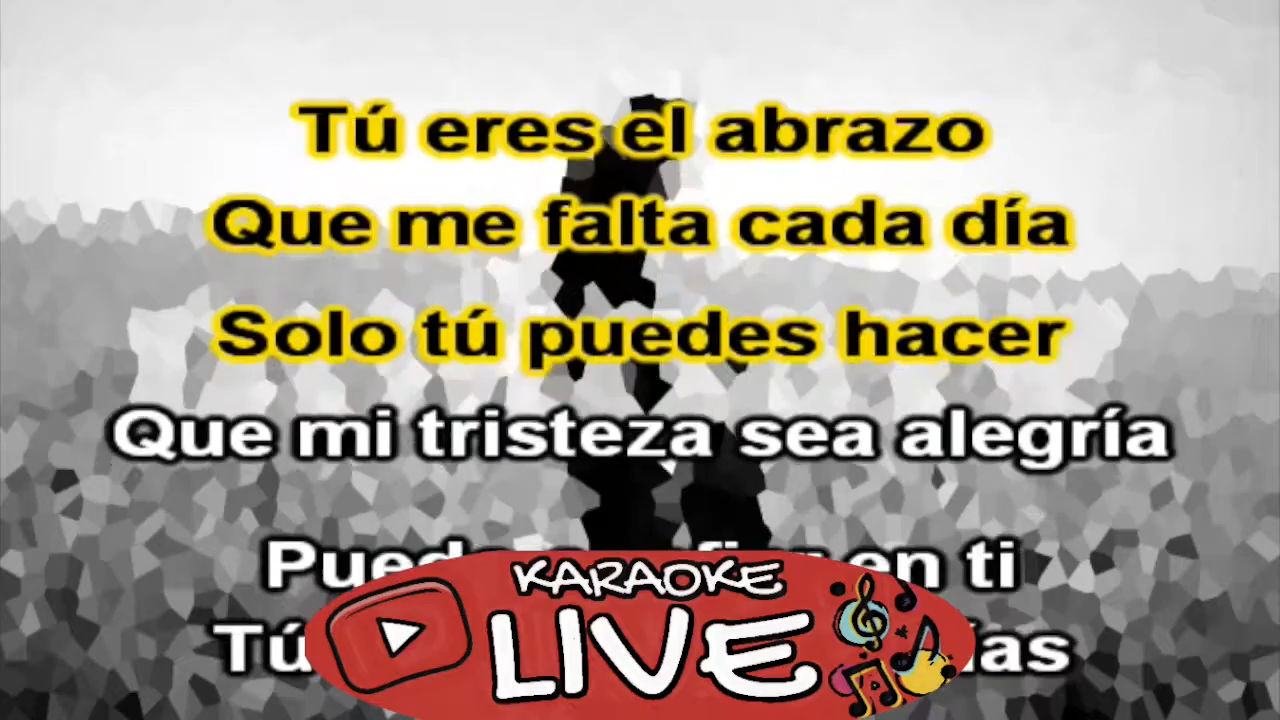 Tú eres el abrazo
Que me falta cada día
Solo tú puedes hacer
Que mi tristeza sea alegría
en ti
Tú
KARAOKE
LIVE